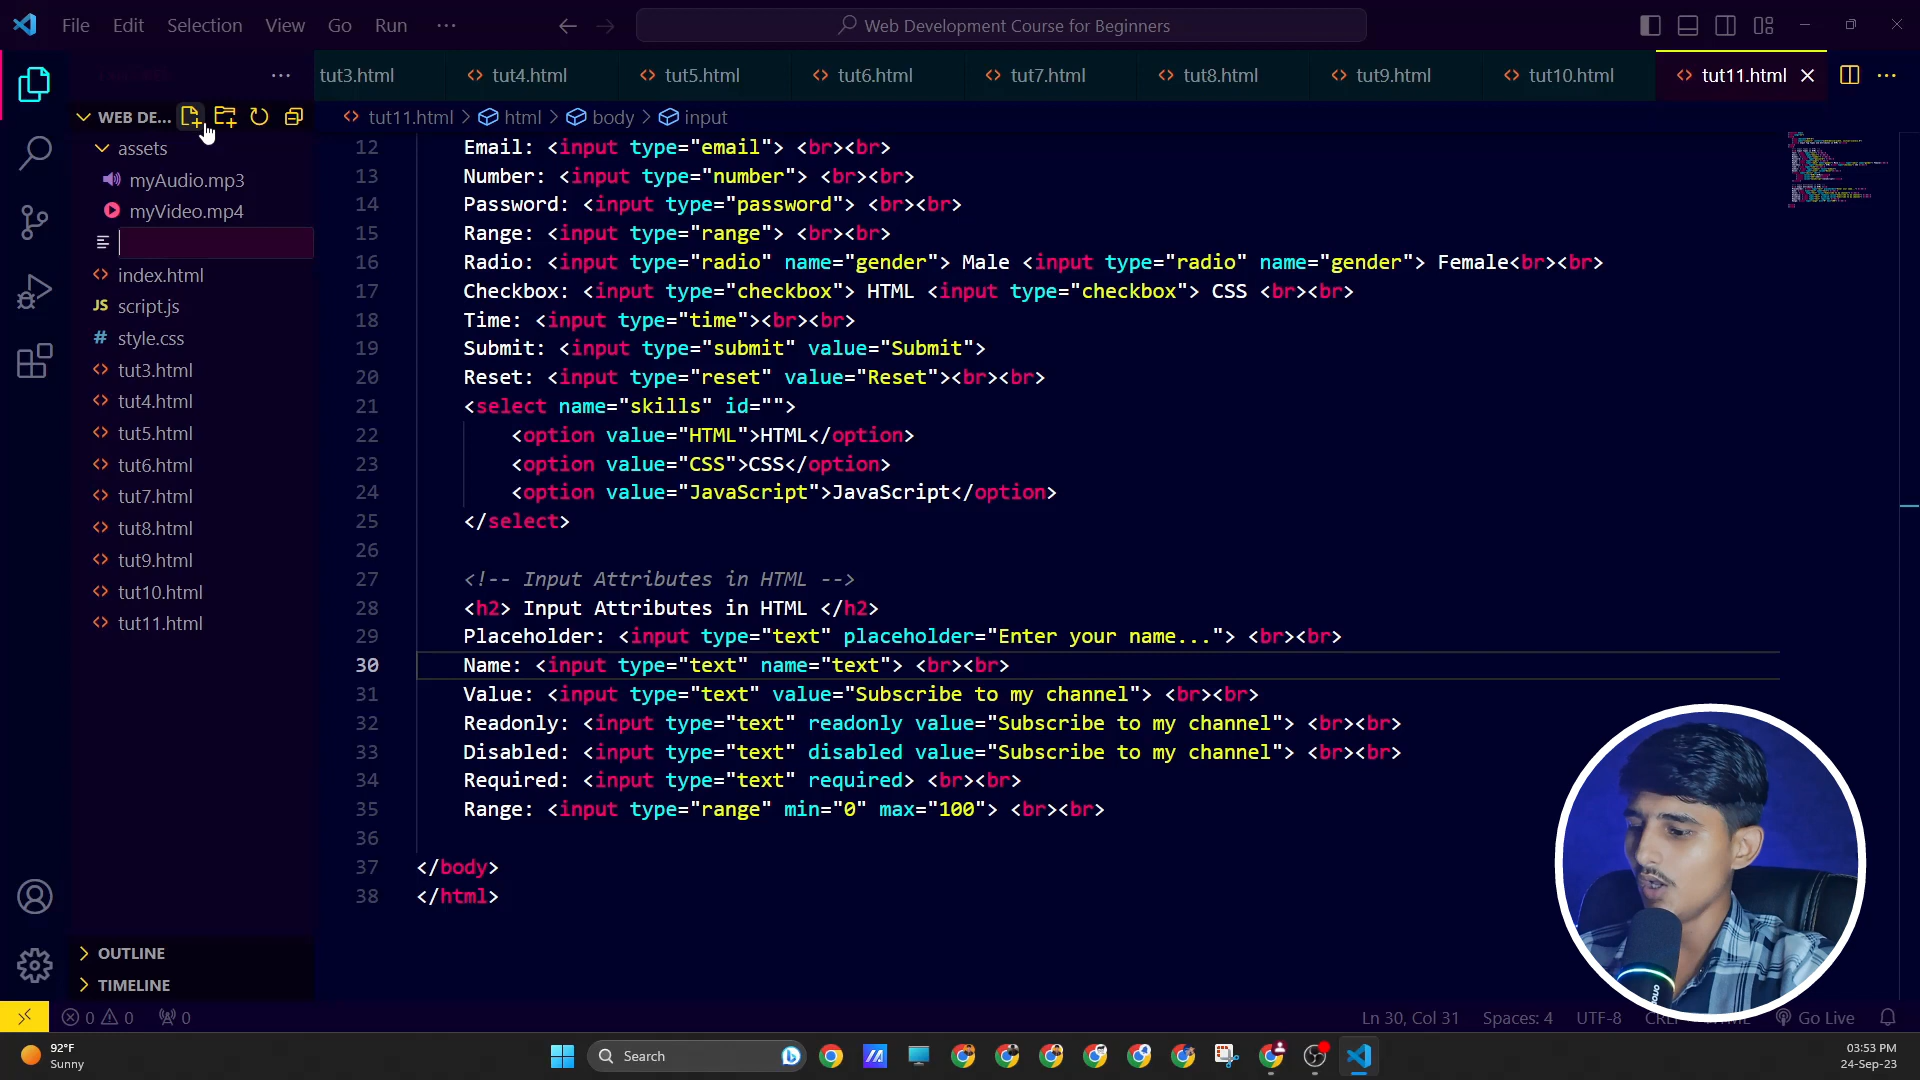 File Edit Selection View Go Run ··· Web Development Course for Beginners
tut3.html tut4.html tut5.html tut6.html tut7.html tut8.html tut9.html tut10.html tut11.html
WEB DE...
tut11.html > html > body > input
assets
myAudio.mp3
myVideo.mp4
index.html
script.js
style.css
tut3.html
tut4.html
tut5.html
tut6.html
tut7.html
tut8.html
tut9.html
tut10.html
tut11.html
OUTLINE
TIMELINE
12 Email: <input type="email"> <br><br>
13 Number: <input type="number"> <br><br>
14 Password: <input type="password"> <br><br>
15 Range: <input type="range"> <br><br>
16 Radio: <input type="radio" name="gender"> Male <input type="radio" name="gender"> Female<br><br>
17 Checkbox: <input type="checkbox"> HTML <input type="checkbox"> CSS <br><br>
18 Time: <input type="time"><br><br>
19 Submit: <input type="submit" value="Submit">
20 Reset: <input type="reset" value="Reset"><br><br>
21 <select name="skills" id="">
22 <option value="HTML">HTML</option>
23 <option value="CSS">CSS</option>
24 <option value="JavaScript">JavaScript</option>
25 </select>
26
27 <!-- Input Attributes in HTML -->
28 <h2> Input Attributes in HTML </h2>
29 Placeholder: <input type="text" placeholder="Enter your name..."> <br><br>
30 Name: <input type="text" name="text"> <br><br>
31 Value: <input type="text" value="Subscribe to my channel"> <br><br>
32 Readonly: <input type="text" readonly value="Subscribe to my channel"> <br><br>
33 Disabled: <input type="text" disabled value="Subscribe to my channel"> <br><br>
34 Required: <input type="text" required> <br><br>
35 Range: <input type="range" min="0" max="100"> <br><br>
36
37 </body>
38 </html>
0 0 0 Ln 30, Col 31 Spaces: 4 UTF-8 Go Live
92°F
Sunny
Search
03:53 PM
24-Sep-23